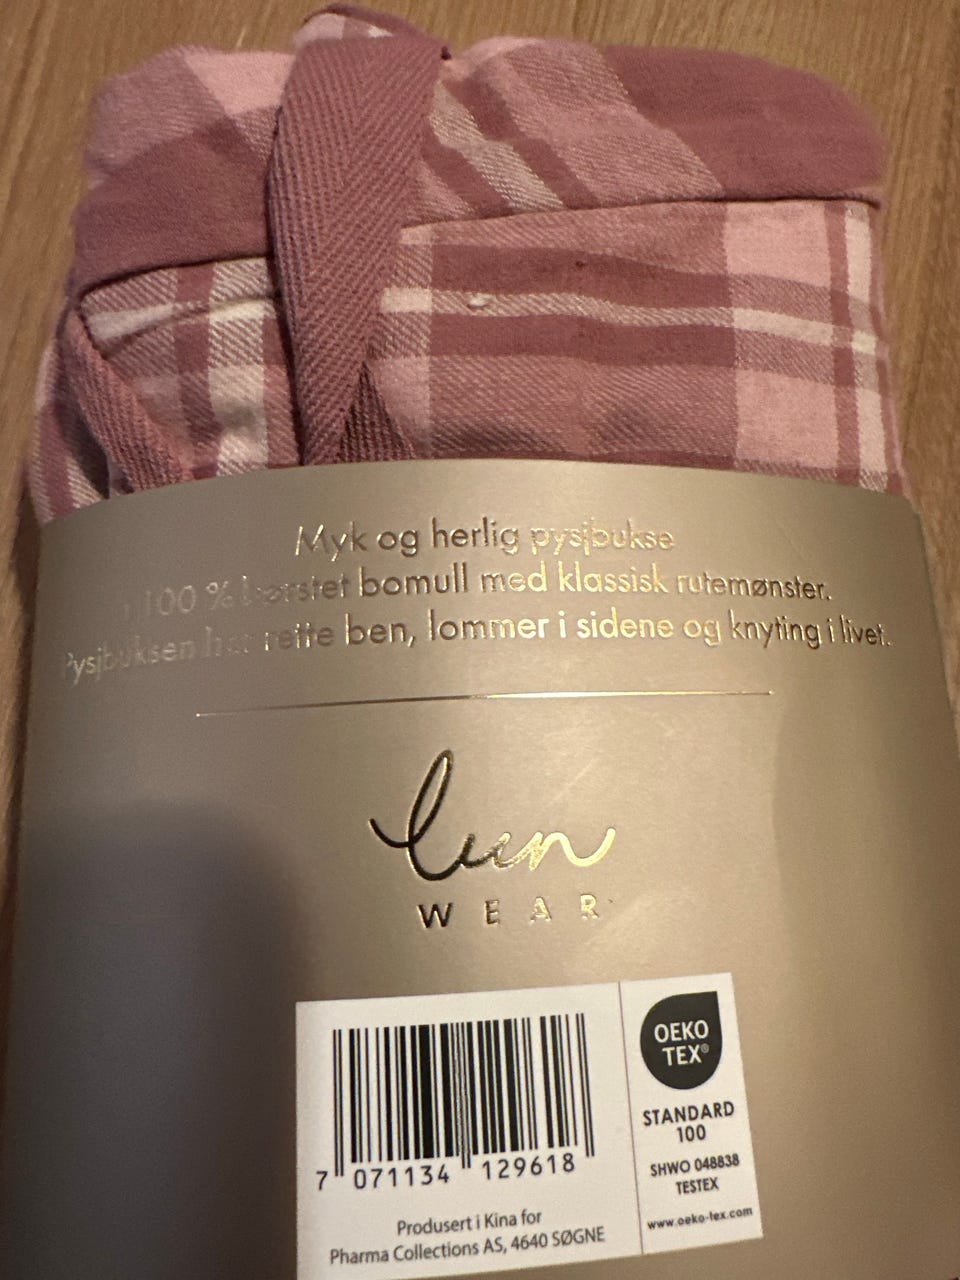 Myk og herlig pysjbukse
i 100 % børstet bomull med klassisk rutemønster.
Pysjbuksen har rette ben, lommer i sidene og knyting i livet.
lun
WEAR
7 071134 129618
Produsert i Kina for
Pharma Collections AS, 4640 SØGNE
OEKO
TEX®
STANDARD
100
SHWO 048838
TESTEX
www.oeko-tex.com